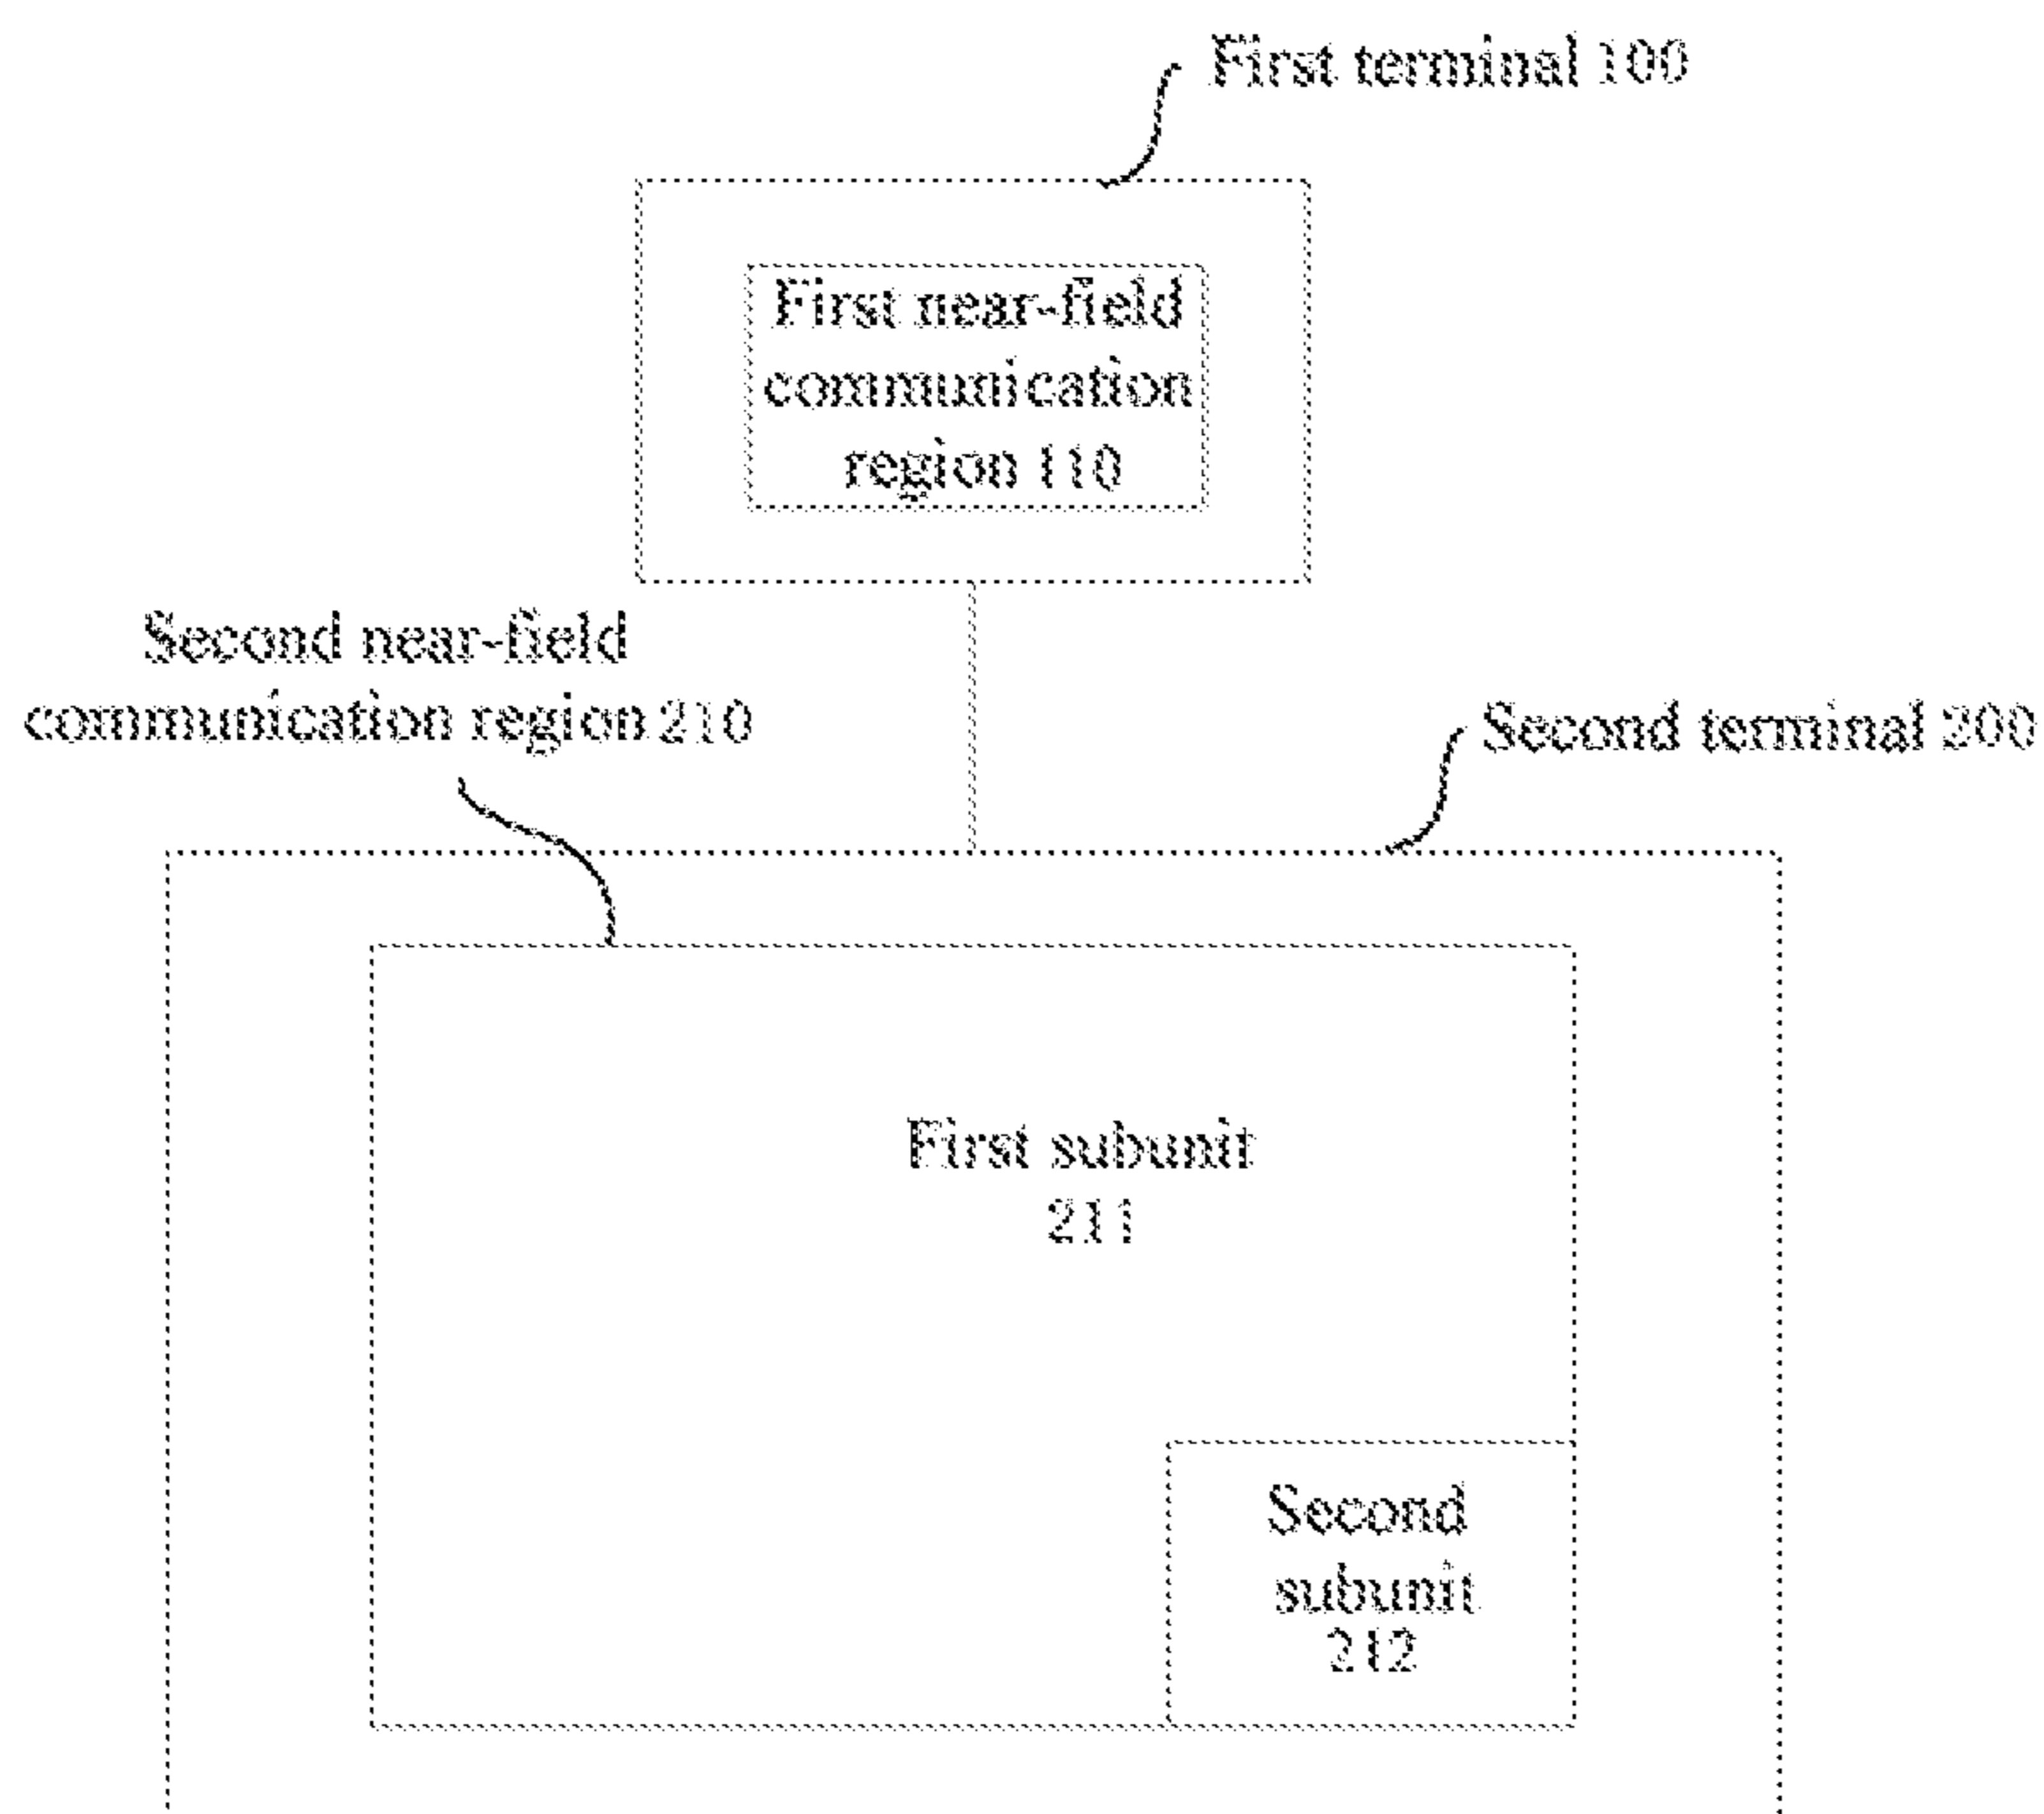 First terminal 100
First near-field
communication
region 110
Second near-field
communication region 210
Second terminal 200
First subunit
211
Second
subunit
212